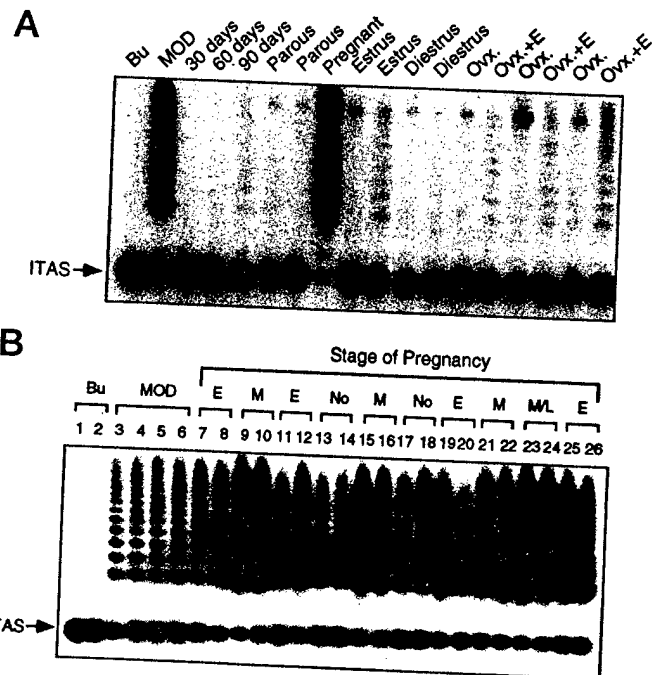 A
Bu MOD 30 days 60 days 90 days Parous Parous Pregnant Estrus Estrus Diestrus Diestrus Ovx. Ovx.+E Ovx. Ovx.+E Ovx. Ovx.+E
ITAS
B
Stage of Pregnancy
Bu MOD E M E No M No E M M/L E
1 2 3 4 5 6 7 8 9 10 11 12 13 14 15 16 17 18 19 20 21 22 23 24 25 26
TAS